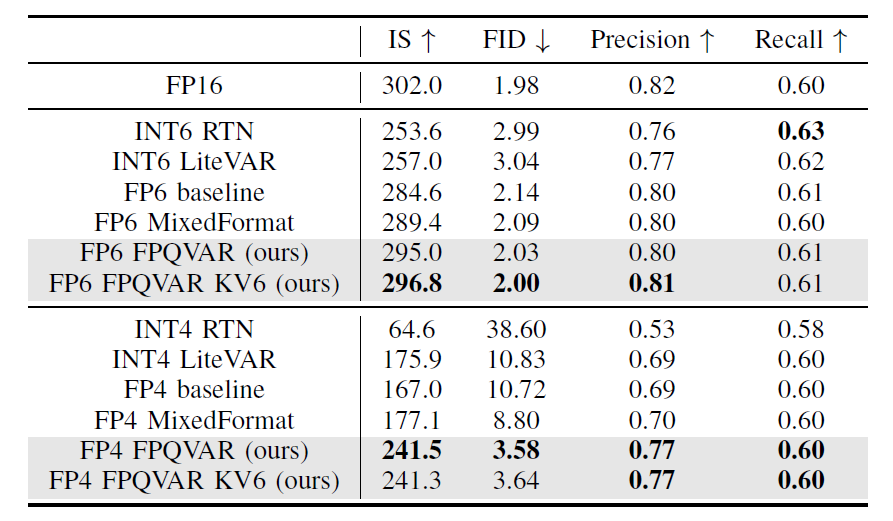 IS ↑ FID ↓ Precision ↑ Recall ↑
FP16 302.0 1.98 0.82 0.60
INT6 RTN 253.6 2.99 0.76 0.63
INT6 LiteVAR 257.0 3.04 0.77 0.62
FP6 baseline 284.6 2.14 0.80 0.61
FP6 MixedFormat 289.4 2.09 0.80 0.60
FP6 FPQVAR (ours) 295.0 2.03 0.80 0.61
FP6 FPQVAR KV6 (ours) 296.8 2.00 0.81 0.61
INT4 RTN 64.6 38.60 0.53 0.58
INT4 LiteVAR 175.9 10.83 0.69 0.60
FP4 baseline 167.0 10.72 0.69 0.60
FP4 MixedFormat 177.1 8.80 0.70 0.60
FP4 FPQVAR (ours) 241.5 3.58 0.77 0.60
FP4 FPQVAR KV6 (ours) 241.3 3.64 0.77 0.60